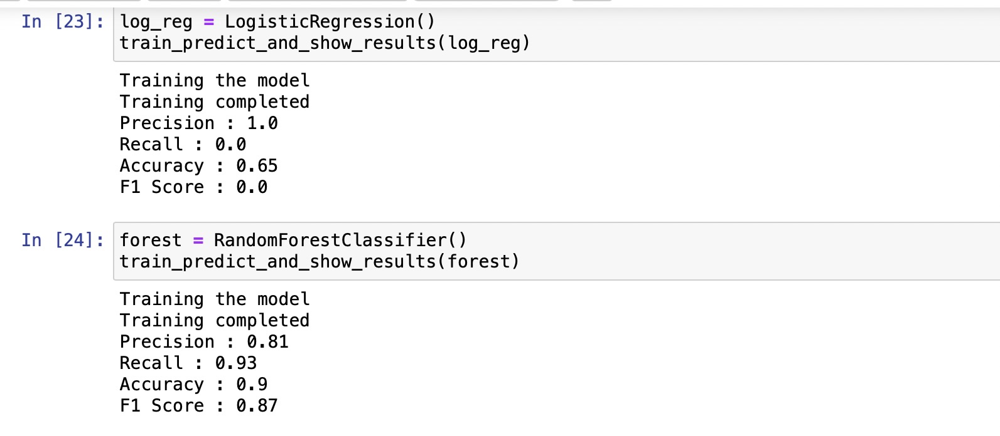 In [23]: log_reg = LogisticRegression()
train_predict_and_show_results(log_reg)
Training the model
Training completed
Precision : 1.0
Recall : 0.0
Accuracy : 0.65
F1 Score : 0.0
In [24]: forest = RandomForestClassifier()
train_predict_and_show_results(forest)
Training the model
Training completed
Precision : 0.81
Recall : 0.93
Accuracy : 0.9
F1 Score : 0.87